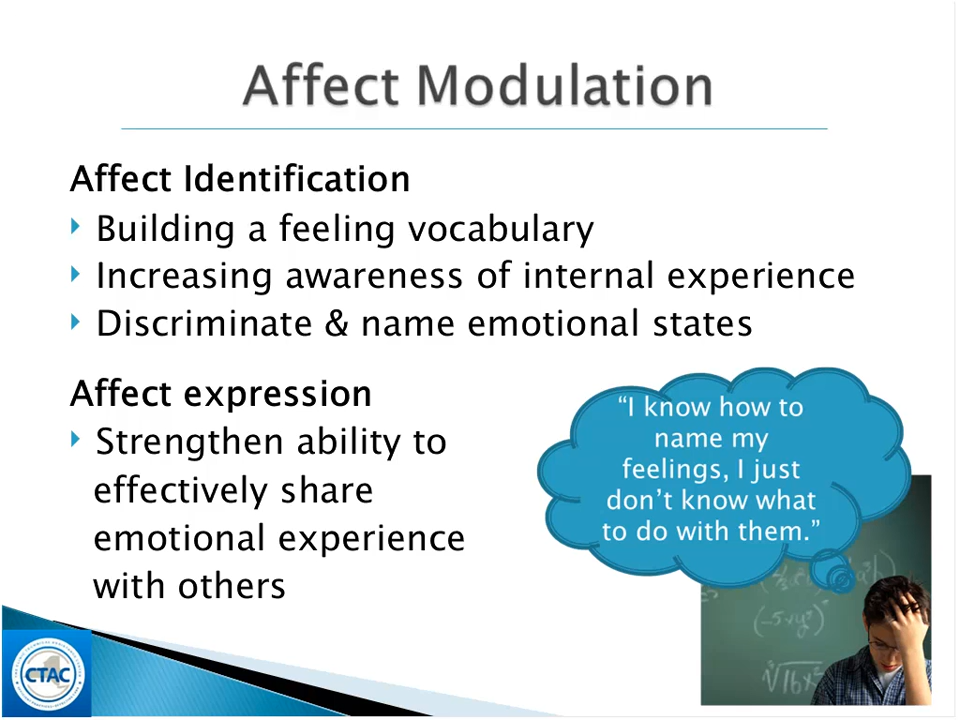 Affect Modulation
Affect Identification
Building a feeling vocabulary
Increasing awareness of internal experience
Discriminate & name emotional states
Affect expression
Strengthen ability to
effectively share
emotional experience
with others
“I know how to
name my
feelings, I just
don’t know what
to do with them.”
CTAC